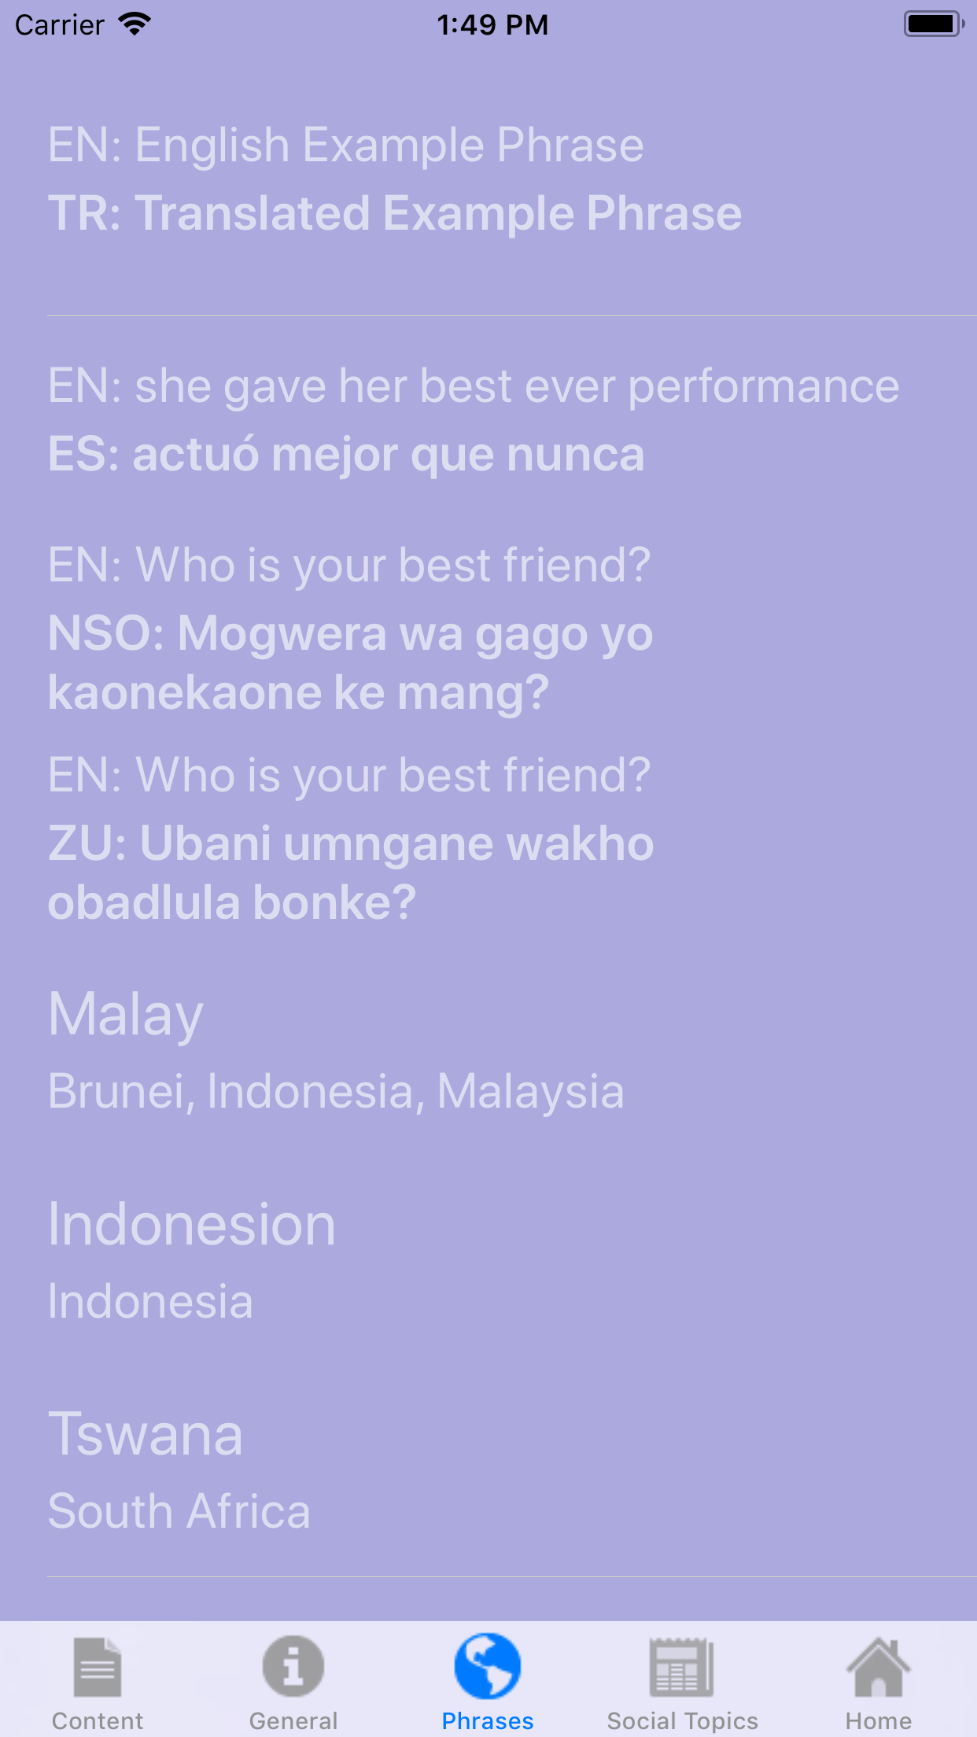 Carrier 1:49 PM
EN: English Example Phrase
TR: Translated Example Phrase
EN: she gave her best ever performance
ES: actuó mejor que nunca
EN: Who is your best friend?
NSO: Mogwera wa gago yo
kaonekaone ke mang?
EN: Who is your best friend?
ZU: Ubani umngane wakho
obadlula bonke?
Malay
Brunei, Indonesia, Malaysia
Indonesion
Indonesia
Tswana
South Africa
Content General Phrases Social Topics Home